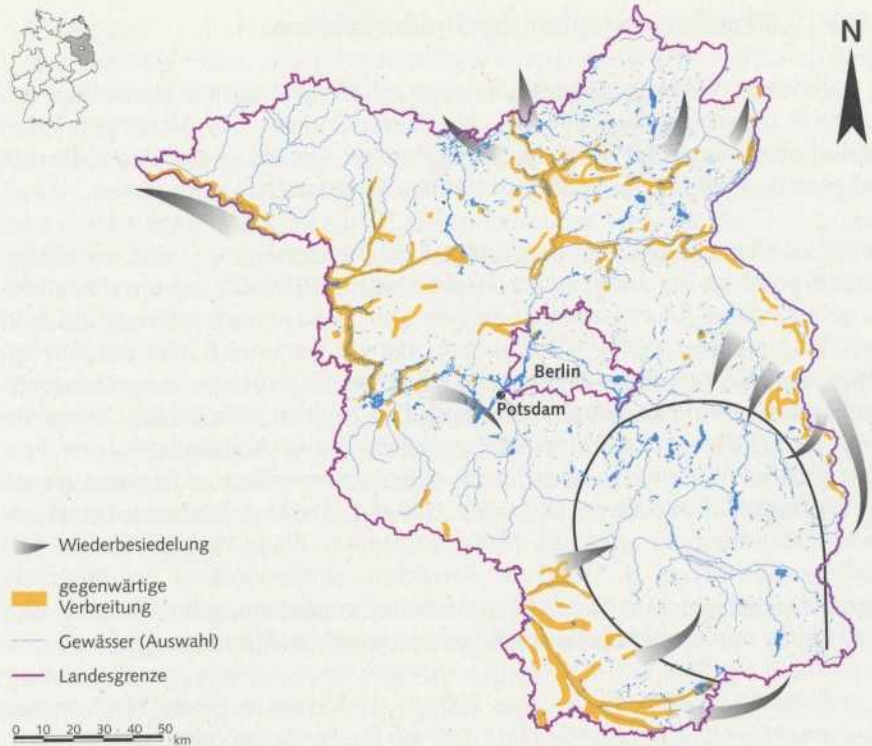 N
Berlin
Potsdam
Wiederbesiedelung
gegenwärtige
Verbreitung
Gewässer (Auswahl)
Landesgrenze
0 10 20 30 40 50
km